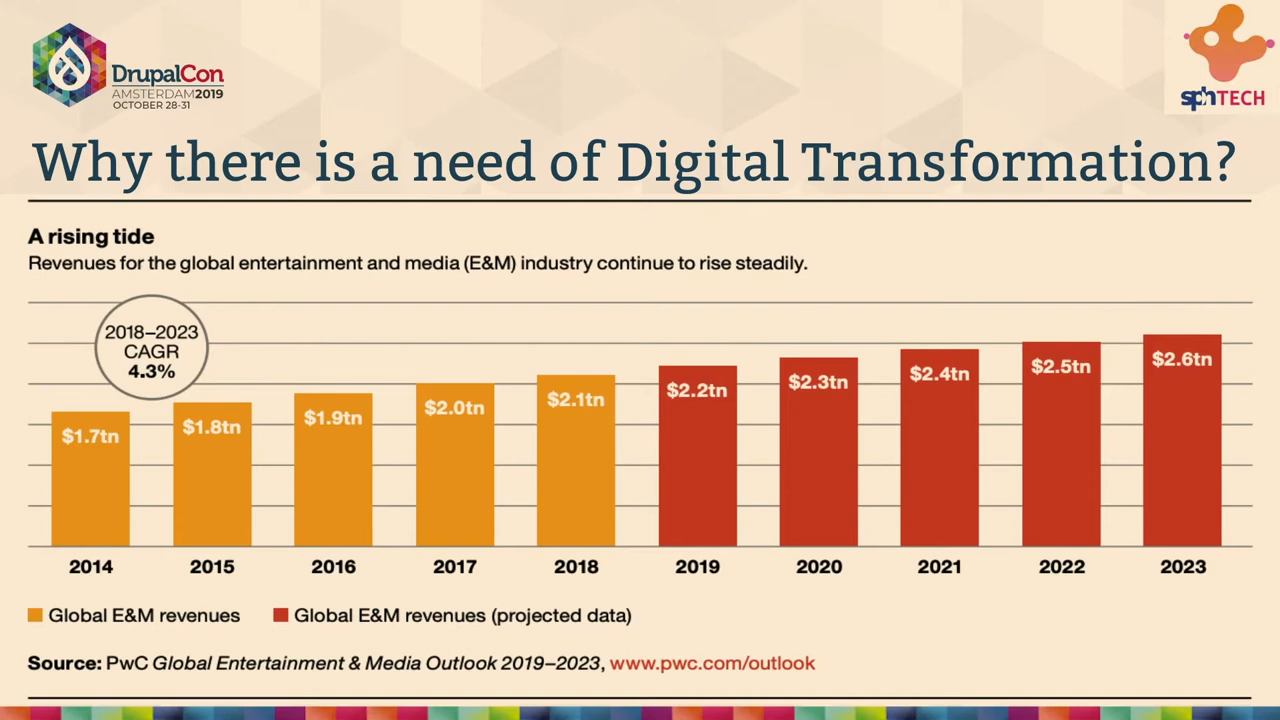 DrupalCon
AMSTERDAM2019
OCTOBER 28-31
sphTECH
Why there is a need of Digital Transformation?
A rising tide
Revenues for the global entertainment and media (E&M) industry continue to rise steadily.
2018–2023
CAGR
4.3%
$1.7tn
$1.8tn
$1.9tn
$2.0tn
$2.1tn
$2.2tn
$2.3tn
$2.4tn
$2.5tn
$2.6tn
2014 2015 2016 2017 2018 2019 2020 2021 2022 2023
Global E&M revenues
Global E&M revenues (projected data)
Source: PwC Global Entertainment & Media Outlook 2019–2023, www.pwc.com/outlook